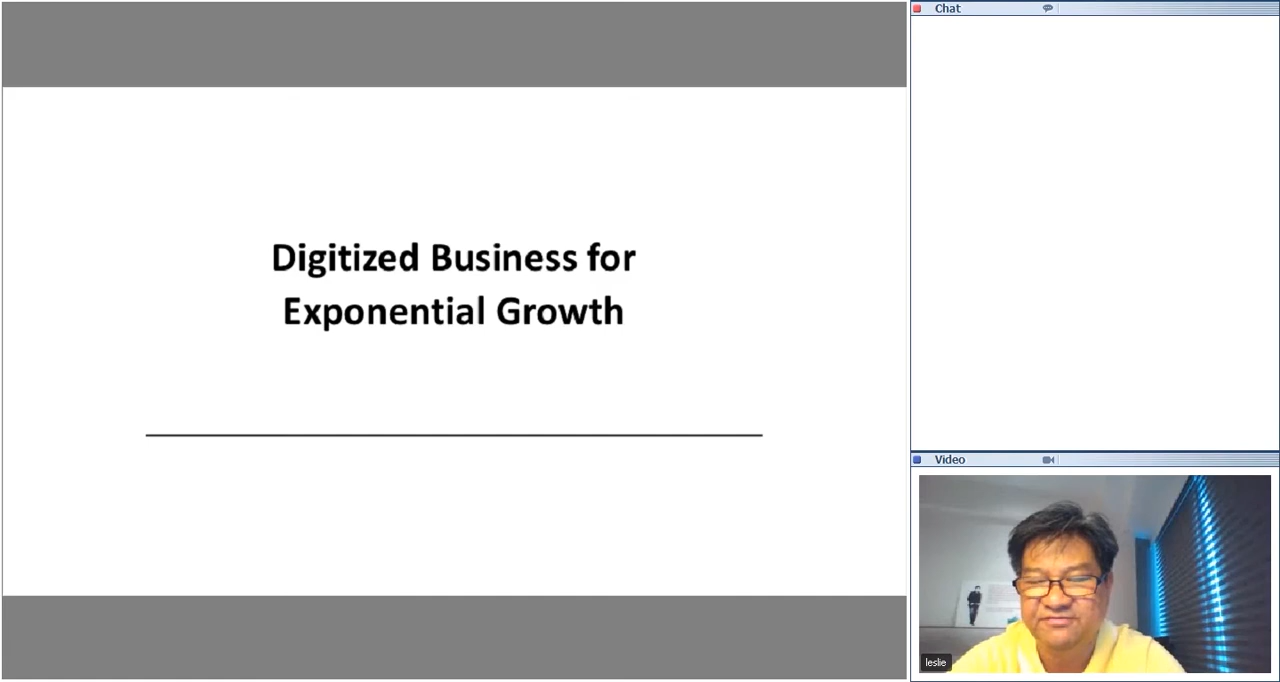 Digitized Business for
Exponential Growth
Chat
Video
leslie